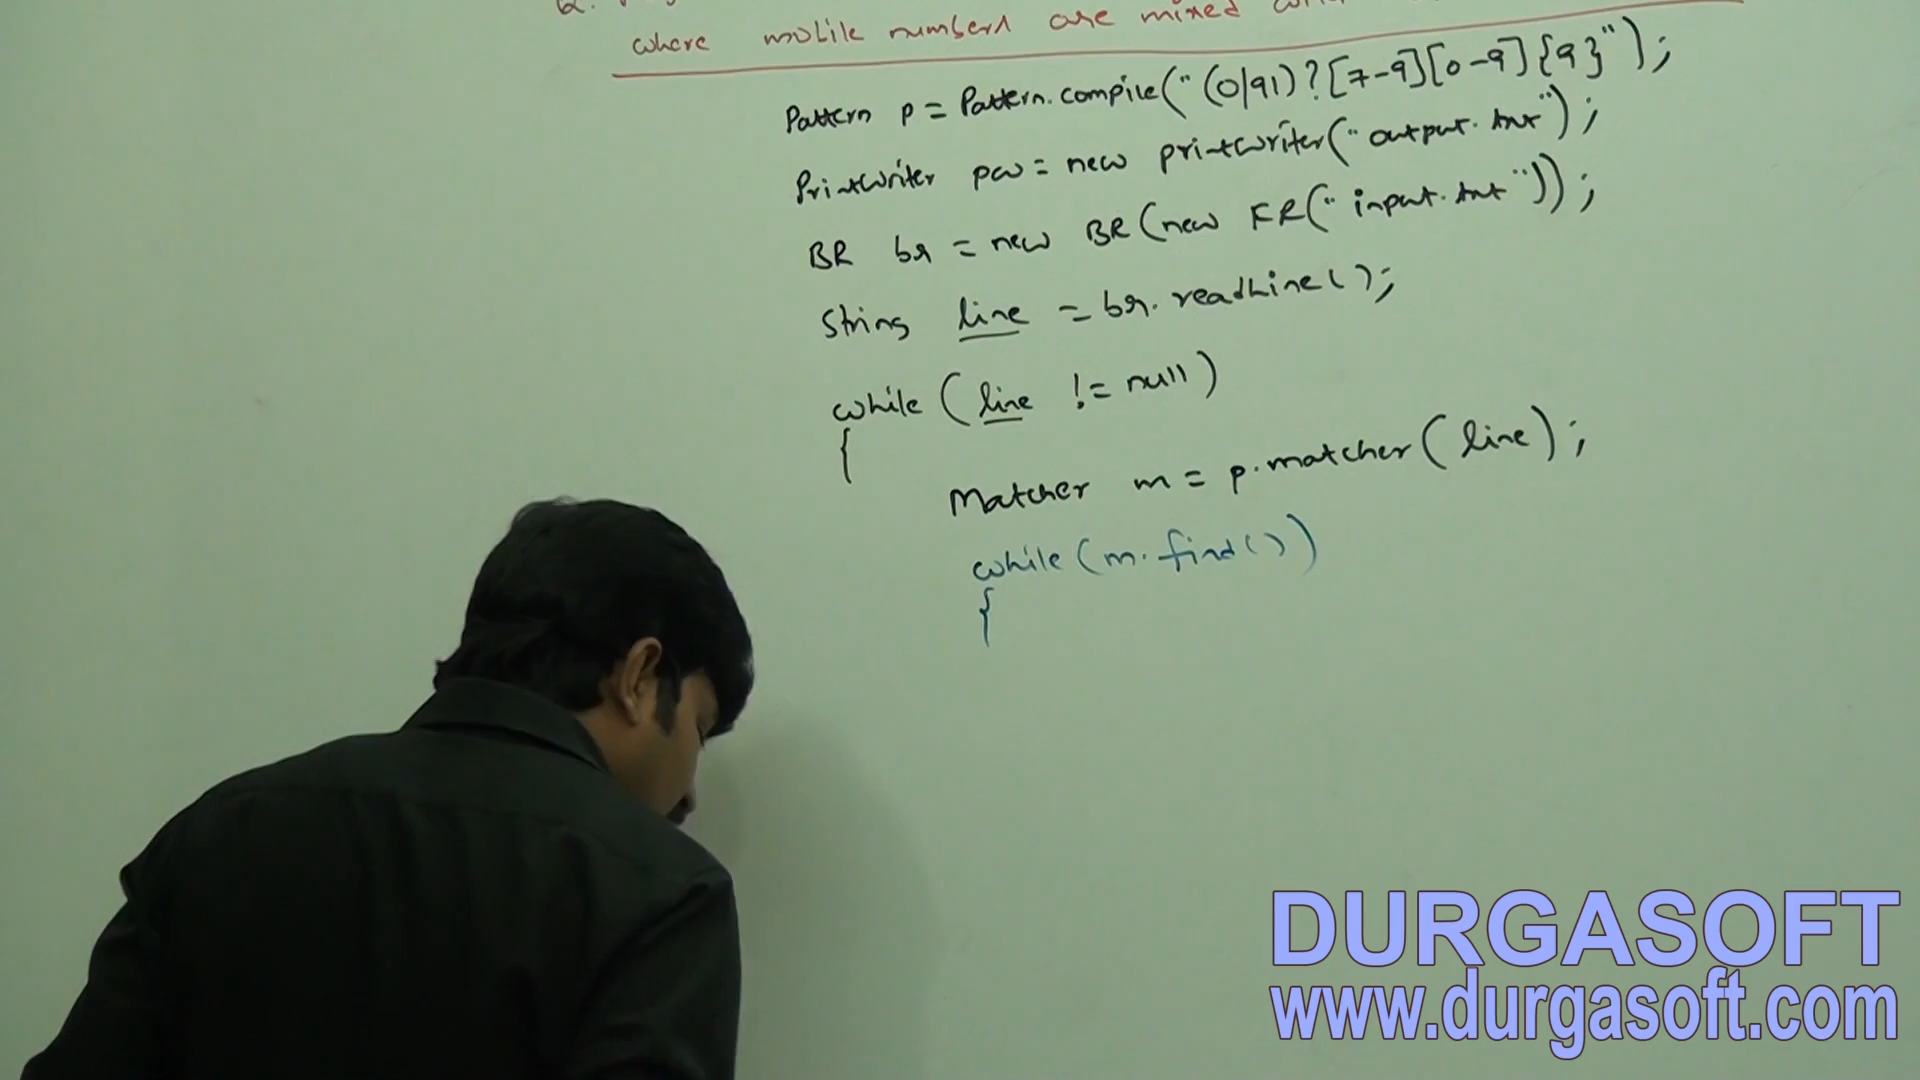 where mobile numbers are mixed
Pattern p = Pattern.compile("(0|91)?[7-9][0-9]{9}");
PrintWriter pw = new printwriter("output.txt");
BR br = new BR(new FR("input.txt"));
String line = br.readLine();
while (line != null)
{
Matcher m = p.matcher(line);
while(m.find())
{
DURGASOFT
www.durgasoft.com